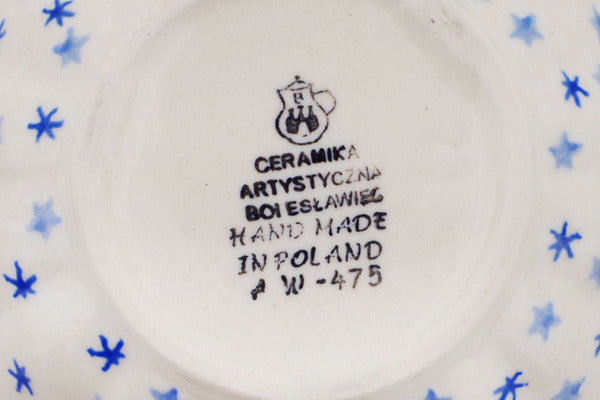 B
CERAMIKA
ARTYSTYCZNA
BOLESŁAWIEC
HAND MADE
IN POLAND
A W-475